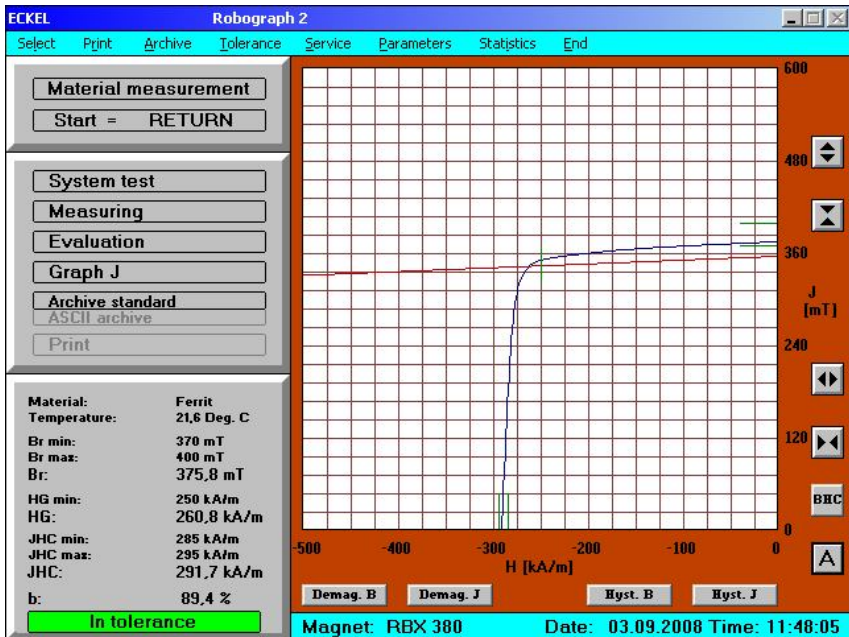 ECKEL Robograph 2
Select Print Archive Tolerance Service Parameters Statistics End
Material measurement
Start = RETURN
System test
Measuring
Evaluation
Graph J
Archive standard
ASCII archive
Print
Material: Ferrit
Temperature: 21,6 Deg. C
Br min: 370 mT
Br max: 400 mT
Br: 375,8 mT
HG min: 250 kA/m
HG: 260,8 kA/m
JHC min: 285 kA/m
JHC max: 295 kA/m
JHC: 291,7 kA/m
b: 89,4 %
In tolerance
600
480
360
J
[mT]
240
120
BHC
0
-500 -400 -300 -200 -100 0
H [kA/m]
A
Demag. B Demag. J Hyst. B Hyst. J
Magnet: RBX 380 Date: 03.09.2008 Time: 11:48:05